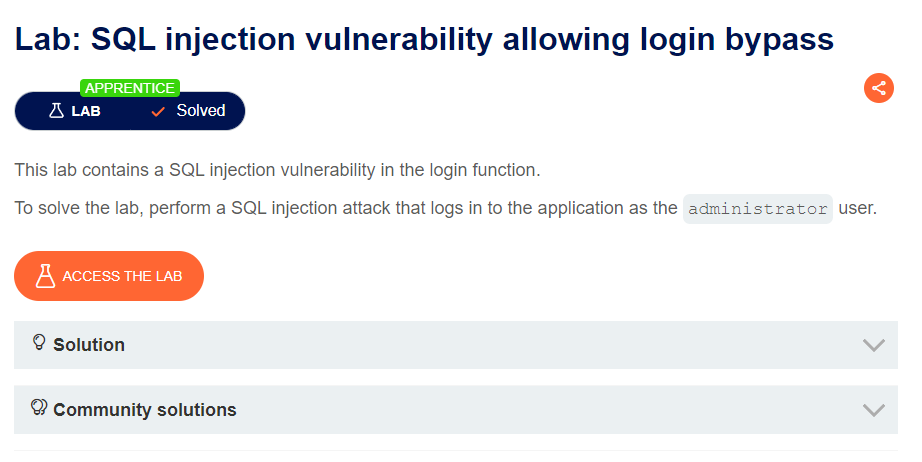 Lab: SQL injection vulnerability allowing login bypass
APPRENTICE
LAB Solved
This lab contains a SQL injection vulnerability in the login function.
To solve the lab, perform a SQL injection attack that logs in to the application as the administrator user.
ACCESS THE LAB
Solution
Community solutions